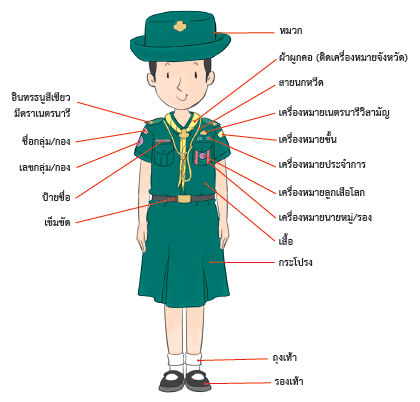 หมวก
ผ้าผูกคอ (ติดเครื่องหมายจังหวัด)
สายนกหวีด
อินทรธนูสีเขียว
มีตราเนตรนารี
เครื่องหมายเนตรนารีวิสามัญ
ชื่อกลุ่ม/กอง
เครื่องหมายชั้น
เลขกลุ่ม/กอง
เครื่องหมายประจำการ
ป้ายชื่อ
เครื่องหมายลูกเสือโลก
เข็มขัด
เครื่องหมายนายหมู่/รอง
เสื้อ
กระโปรง
ถุงเท้า
รองเท้า